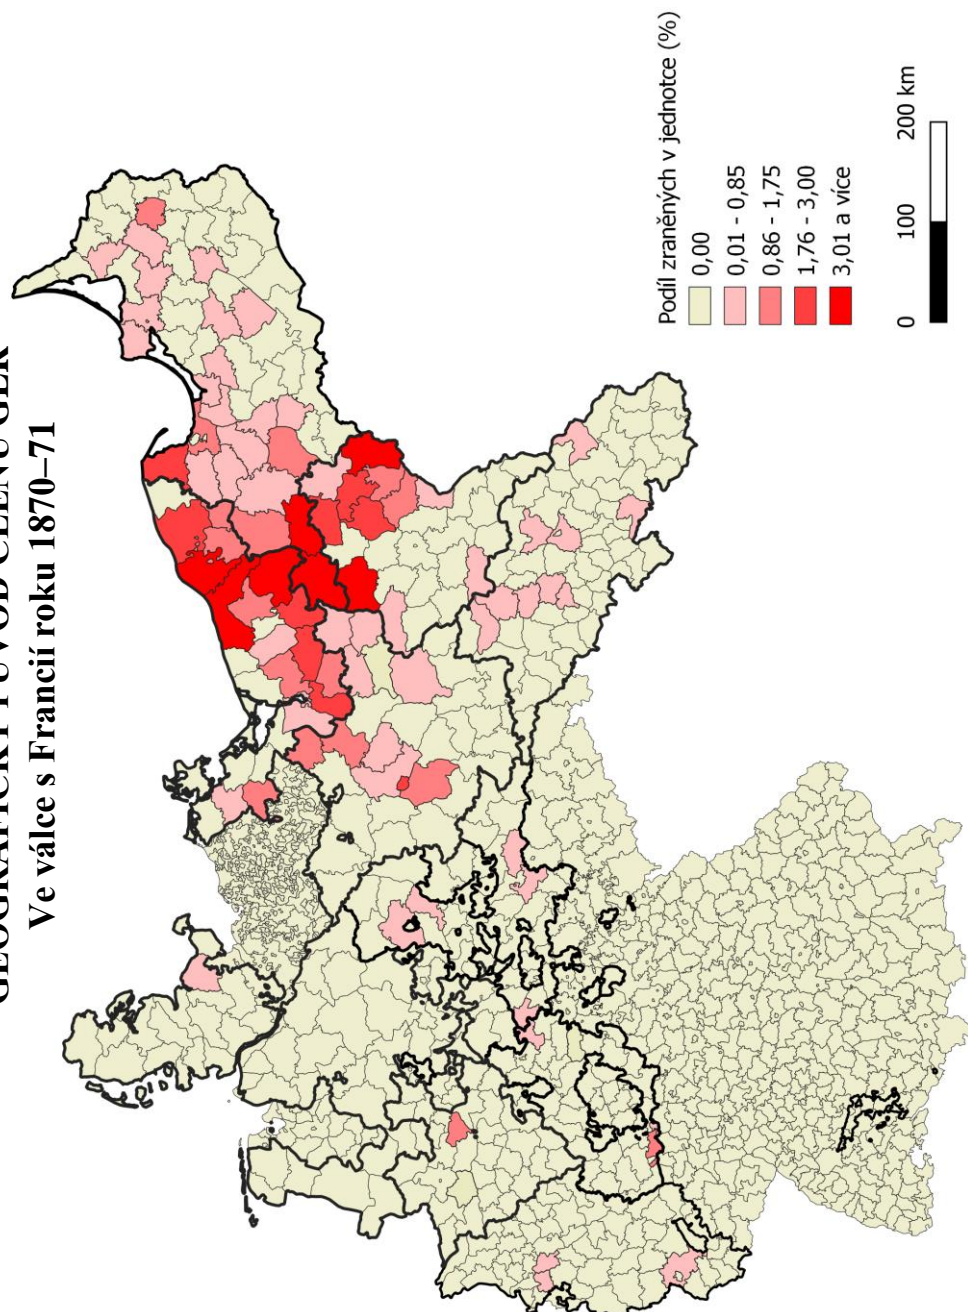 GEOGRAFICKÝ PŮVOD ČLENŮ
Ve válce s Francií roku 1870–71
Podíl zraněných v jednotce (%)
0,00
0,01 - 0,85
0,86 - 1,75
1,76 - 3,00
3,01 a více
0 100 200 km